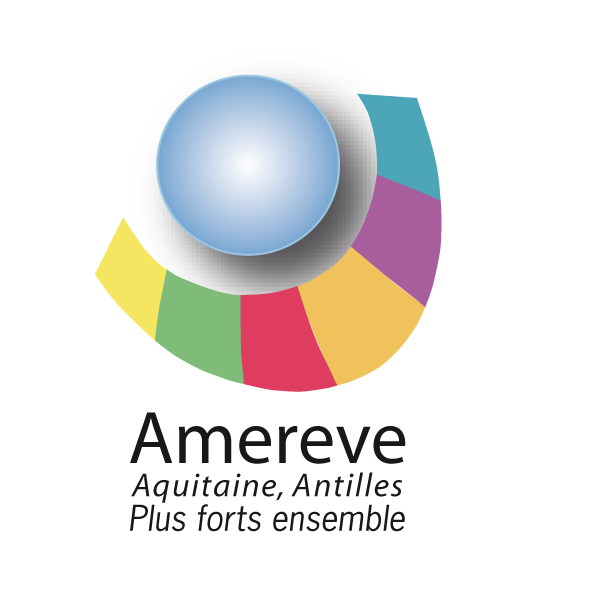 Amereve
Aquitaine, Antilles
Plus forts ensemble